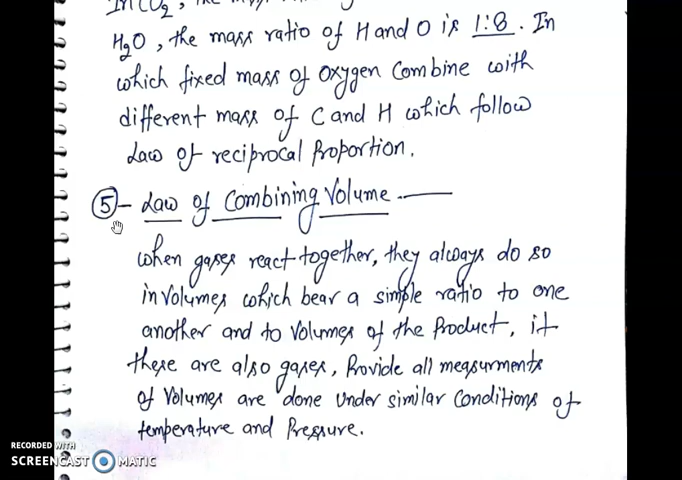 In CO2, the mass
H2O, the mass ratio of H and O is 1:8. In
which fixed mass of oxygen Combine with
different mass of C and H which follow
Law of reciprocal Proportion.
5- Law of Combining Volume -
When gases react together, they always do so
in volumes which bear a simple ratio to one
another and to volumes of the Product, if
these are also gases, Provide all measurments
of Volumes are done under similar Conditions of
temperature and Pressure.
RECORDED WITH
SCREENCAST MATIC